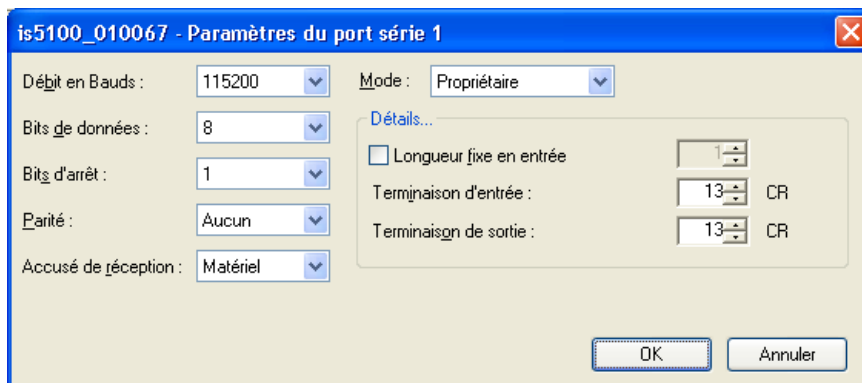 is5100_010067 - Paramètres du port série 1
Débit en Bauds : 115200
Mode : Propriétaire
Bits de données : 8
Détails...
Longueur fixe en entrée 1
Bits d'arrêt : 1
Terminaison d'entrée : 13 CR
Parité : Aucun
Terminaison de sortie : 13 CR
Accusé de réception : Matériel
OK
Annuler